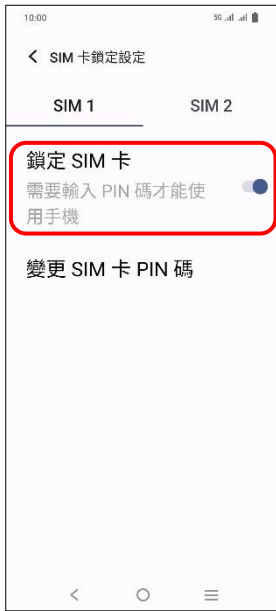 10:00 5G
SIM 卡鎖定設定
SIM 1 SIM 2
鎖定 SIM 卡
需要輸入 PIN 碼才能使
用手機
變更 SIM 卡 PIN 碼